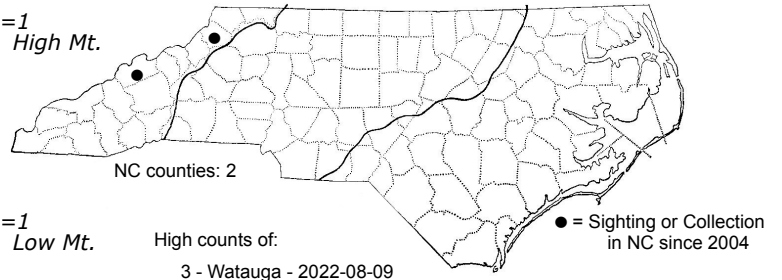 =1
High Mt.
NC counties: 2
=1
Low Mt.
High counts of:
3 - Watauga - 2022-08-09
● = Sighting or Collection
in NC since 2004